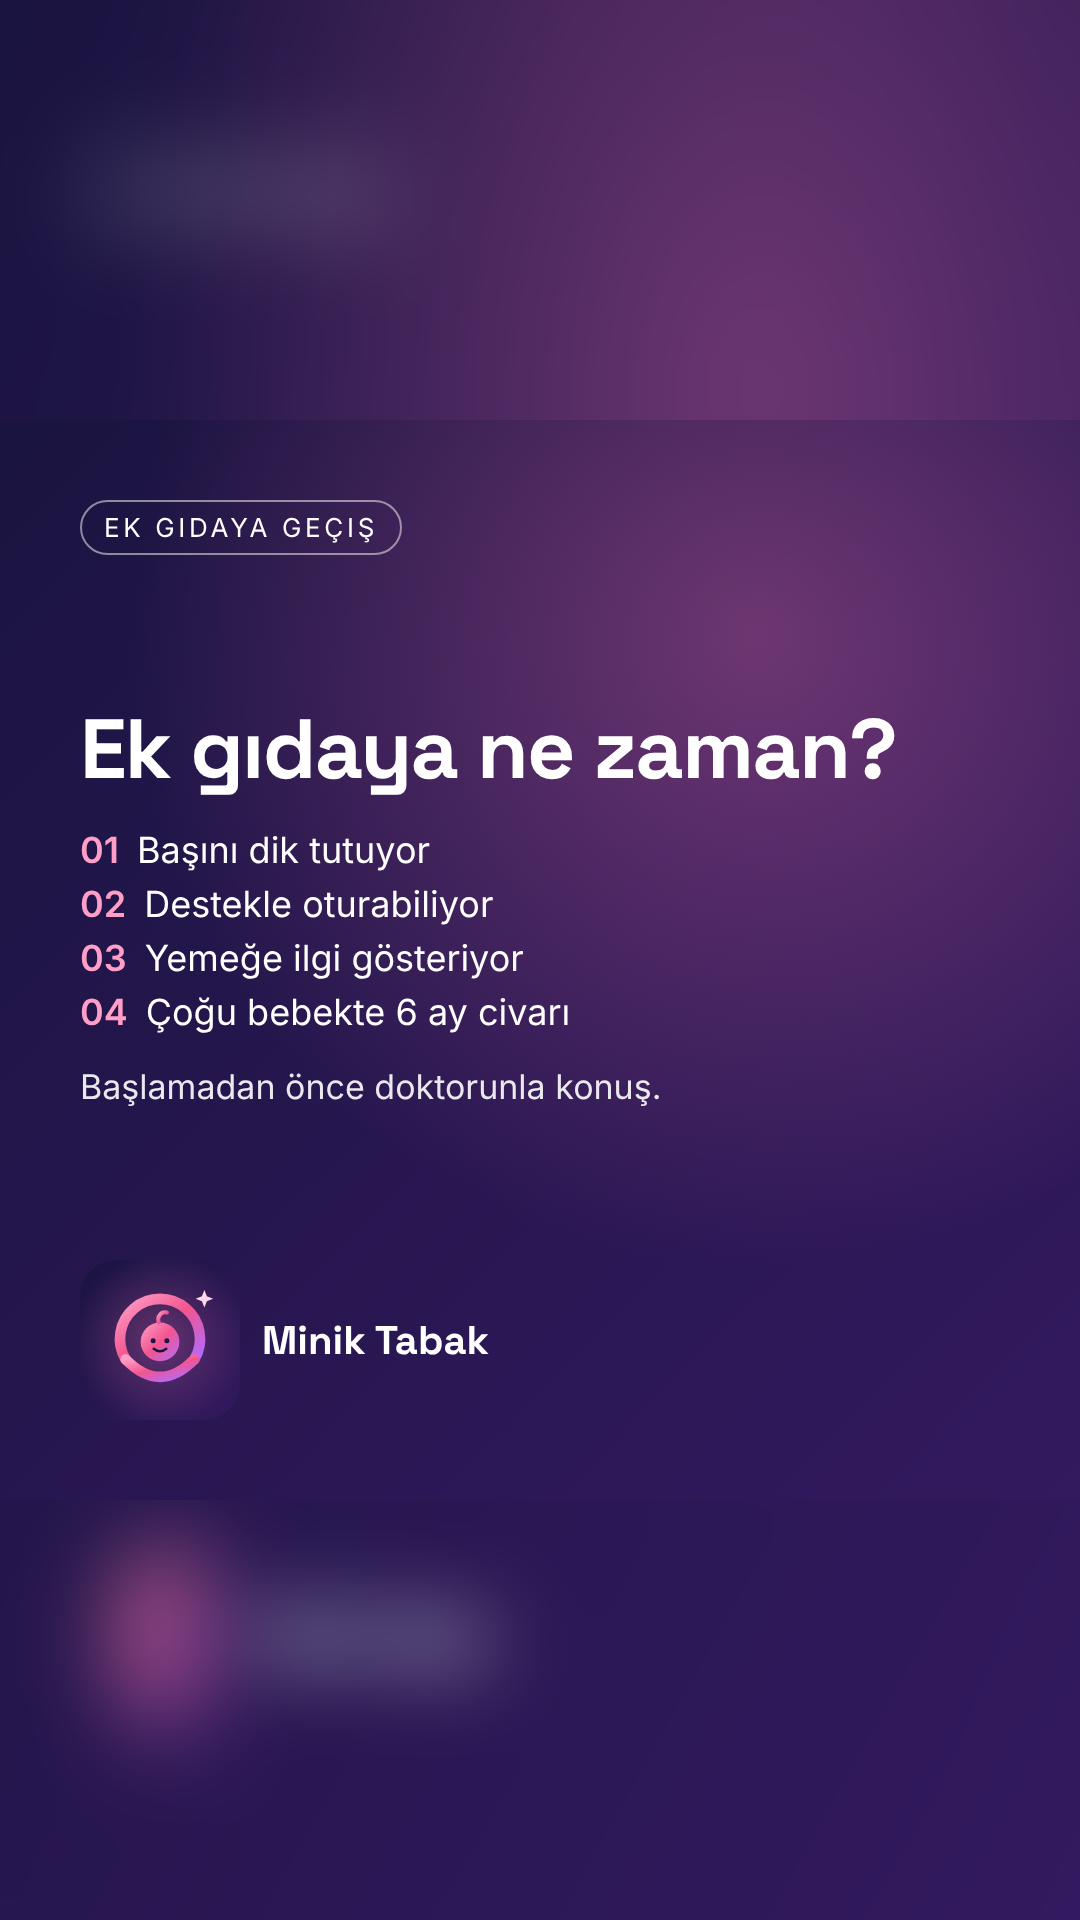 EK GIDAYA GEÇIŞ
Ek gıdaya ne zaman?
01 Başını dik tutuyor
02 Destekle oturabiliyor
03 Yemeğe ilgi gösteriyor
04 Çoğu bebekte 6 ay civarı
Başlamadan önce doktorunla konuş.
Minik Tabak